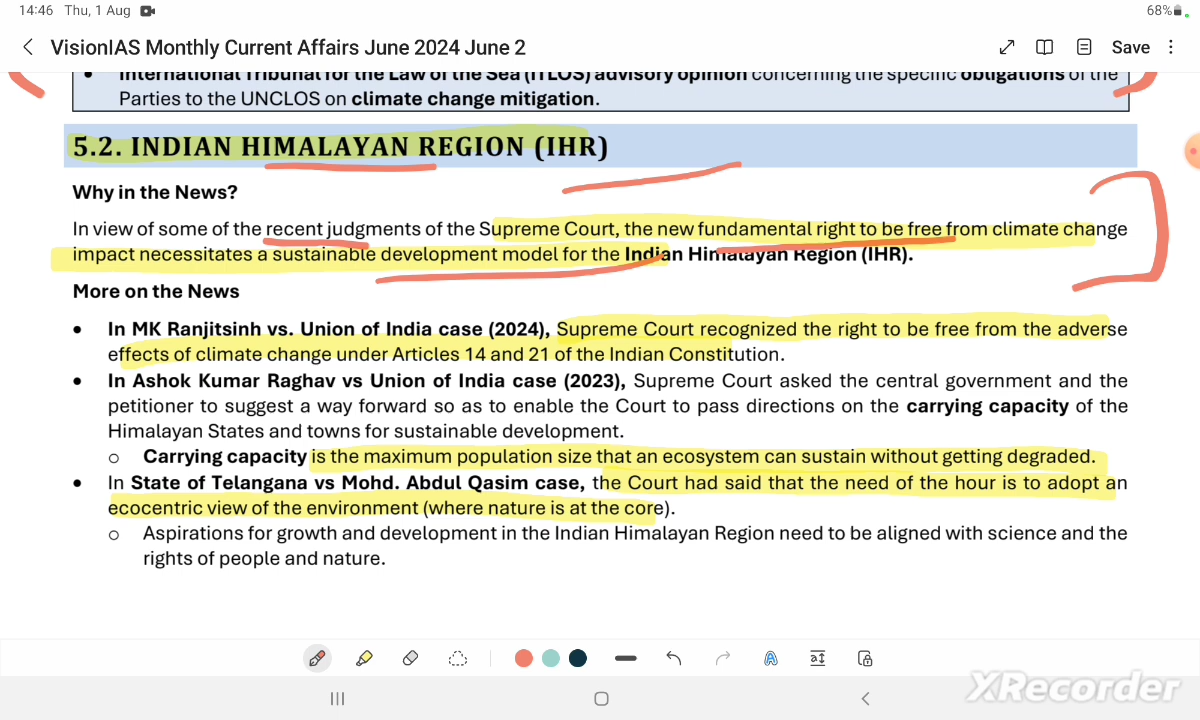 14:46 Thu, 1 Aug
68%
VisionIAS Monthly Current Affairs June 2024 June 2
Save
International Tribunal for the Law of the Sea (ITLOS) advisory opinion concerning the specific obligations of the
Parties to the UNCLOS on climate change mitigation.
5.2. INDIAN HIMALAYAN REGION (IHR)
Why in the News?
In view of some of the recent judgments of the Supreme Court, the new fundamental right to be free from climate change
impact necessitates a sustainable development model for the Indian Himalayan Region (IHR).
More on the News
• In MK Ranjitsinh vs. Union of India case (2024), Supreme Court recognized the right to be free from the adverse
effects of climate change under Articles 14 and 21 of the Indian Constitution.
• In Ashok Kumar Raghav vs Union of India case (2023), Supreme Court asked the central government and the
petitioner to suggest a way forward so as to enable the Court to pass directions on the carrying capacity of the
Himalayan States and towns for sustainable development.
o Carrying capacity is the maximum population size that an ecosystem can sustain without getting degraded.
• In State of Telangana vs Mohd. Abdul Qasim case, the Court had said that the need of the hour is to adopt an
ecocentric view of the environment (where nature is at the core).
o Aspirations for growth and development in the Indian Himalayan Region need to be aligned with science and the
rights of people and nature.
XRecorder